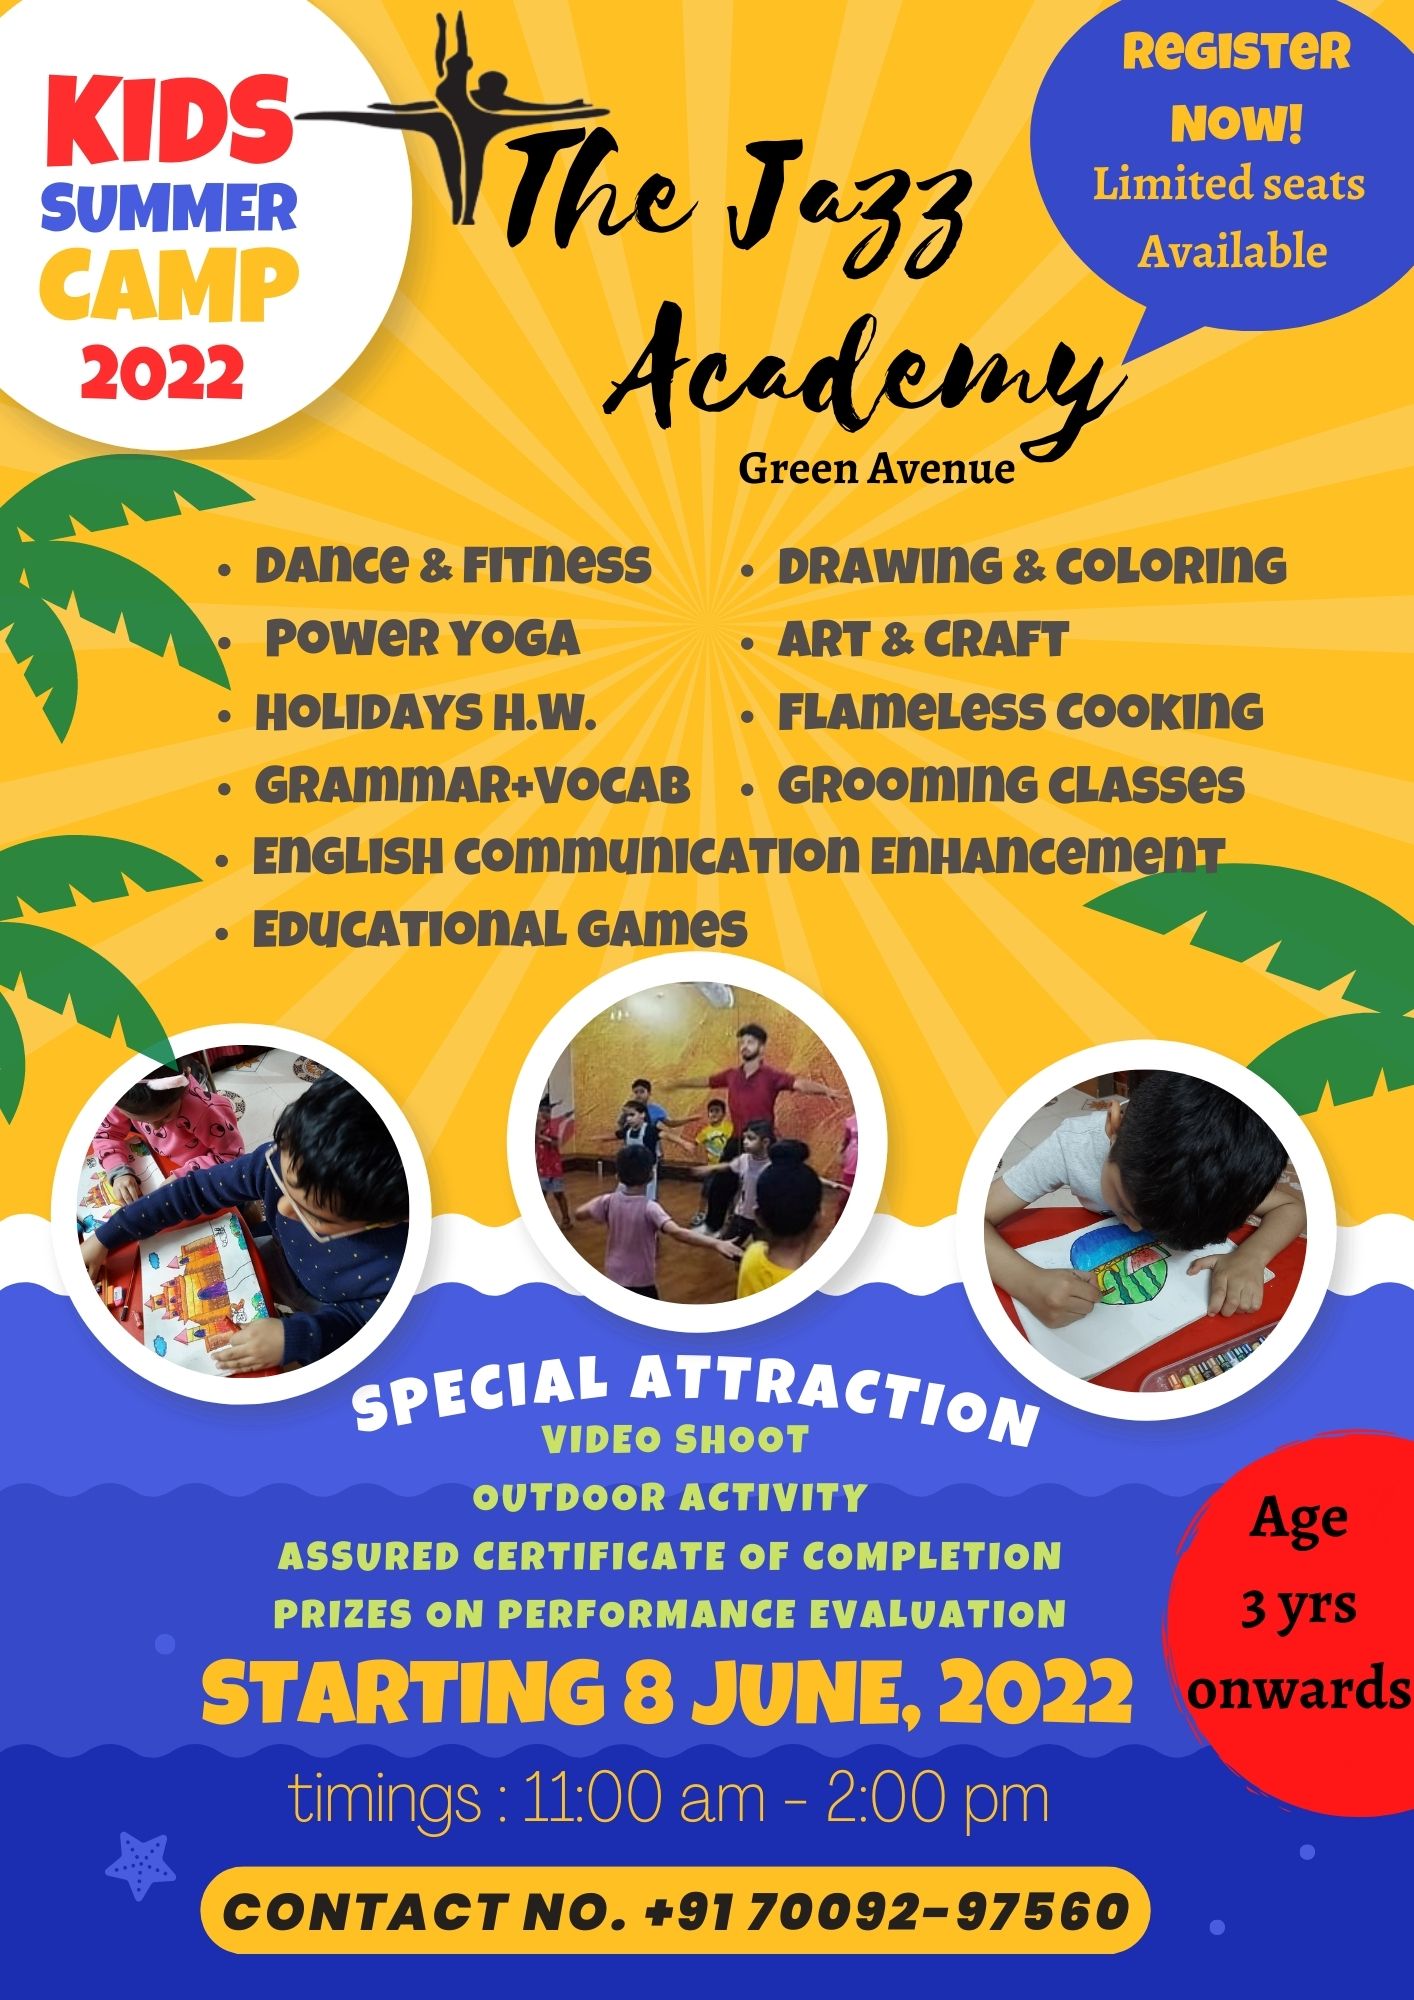 KIDS
SUMMER
CAMP
2022
The Jazz
Academy
Green Avenue
REGISTER
NOW!
Limited seats
Available
DANCE & FITNESS
POWER YOGA
HOLIDAYS H.W.
GRAMMAR+VOCAB
DRAWING & COLORING
ART & CRAFT
FLAMELESS COOKING
GROOMING CLASSES
ENGLISH COMMUNICATION ENHANCEMENT
EDUCATIONAL GAMES
SPECIAL ATTRACTION
VIDEO SHOOT
OUTDOOR ACTIVITY
ASSURED CERTIFICATE OF COMPLETION
PRIZES ON PERFORMANCE EVALUATION
STARTING 8 JUNE, 2022
Age
3 yrs
onwards
timings : 11:00 am - 2:00 pm
CONTACT NO. +91 70092-97560